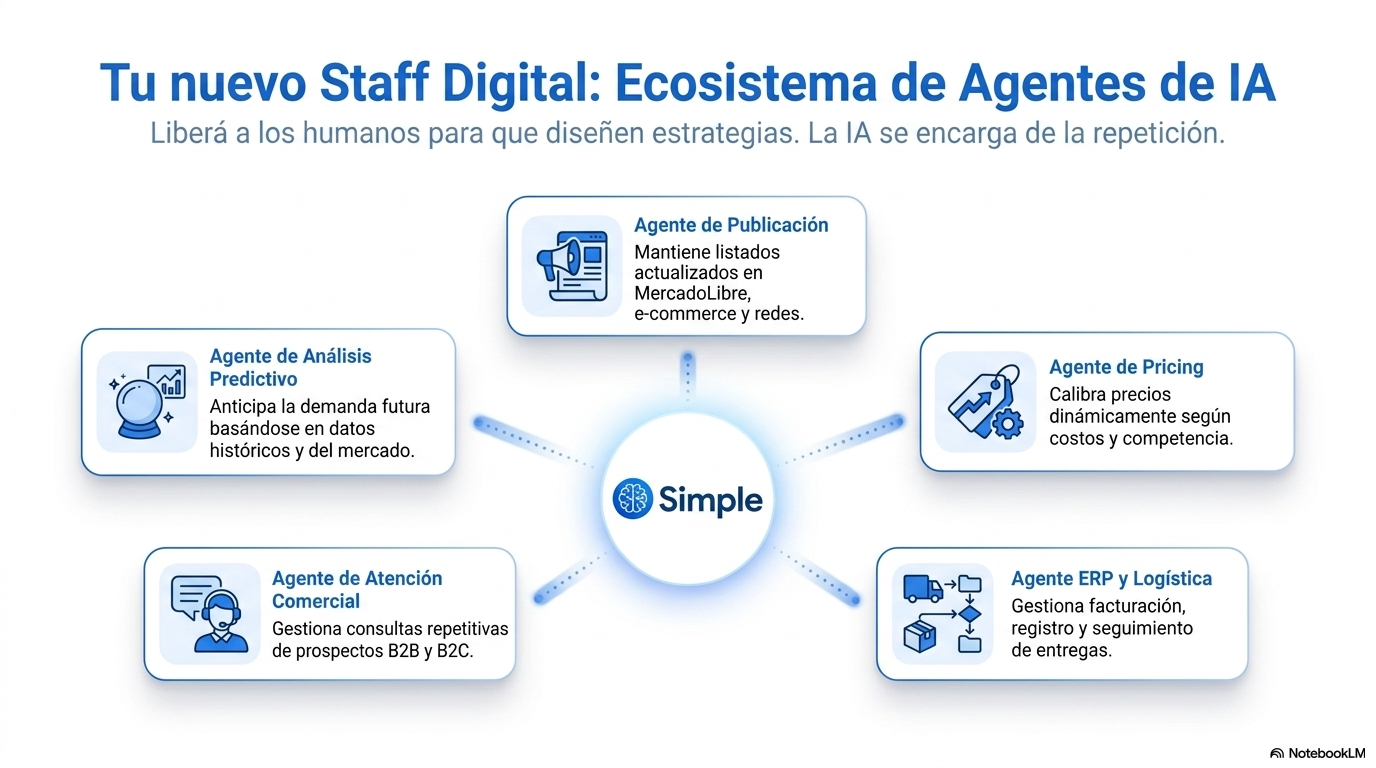 Tu nuevo Staff Digital: Ecosistema de Agentes de IA
Liberá a los humanos para que diseñen estrategias. La IA se encarga de la repetición.
Agente de Publicación
Mantiene listados
actualizados en
MercadoLibre,
e-commerce y redes.
Agente de Análisis
Predictivo
Anticipa la demanda futura
basándose en datos
históricos y del mercado.
Agente de Pricing
Calibra precios
dinámicamente según
costos y competencia.
Simple
Agente de Atención
Comercial
Gestiona consultas repetitivas
de prospectos B2B y B2C.
Agente ERP y Logística
Gestiona facturación,
registro y seguimiento
de entregas.
NotebookLM